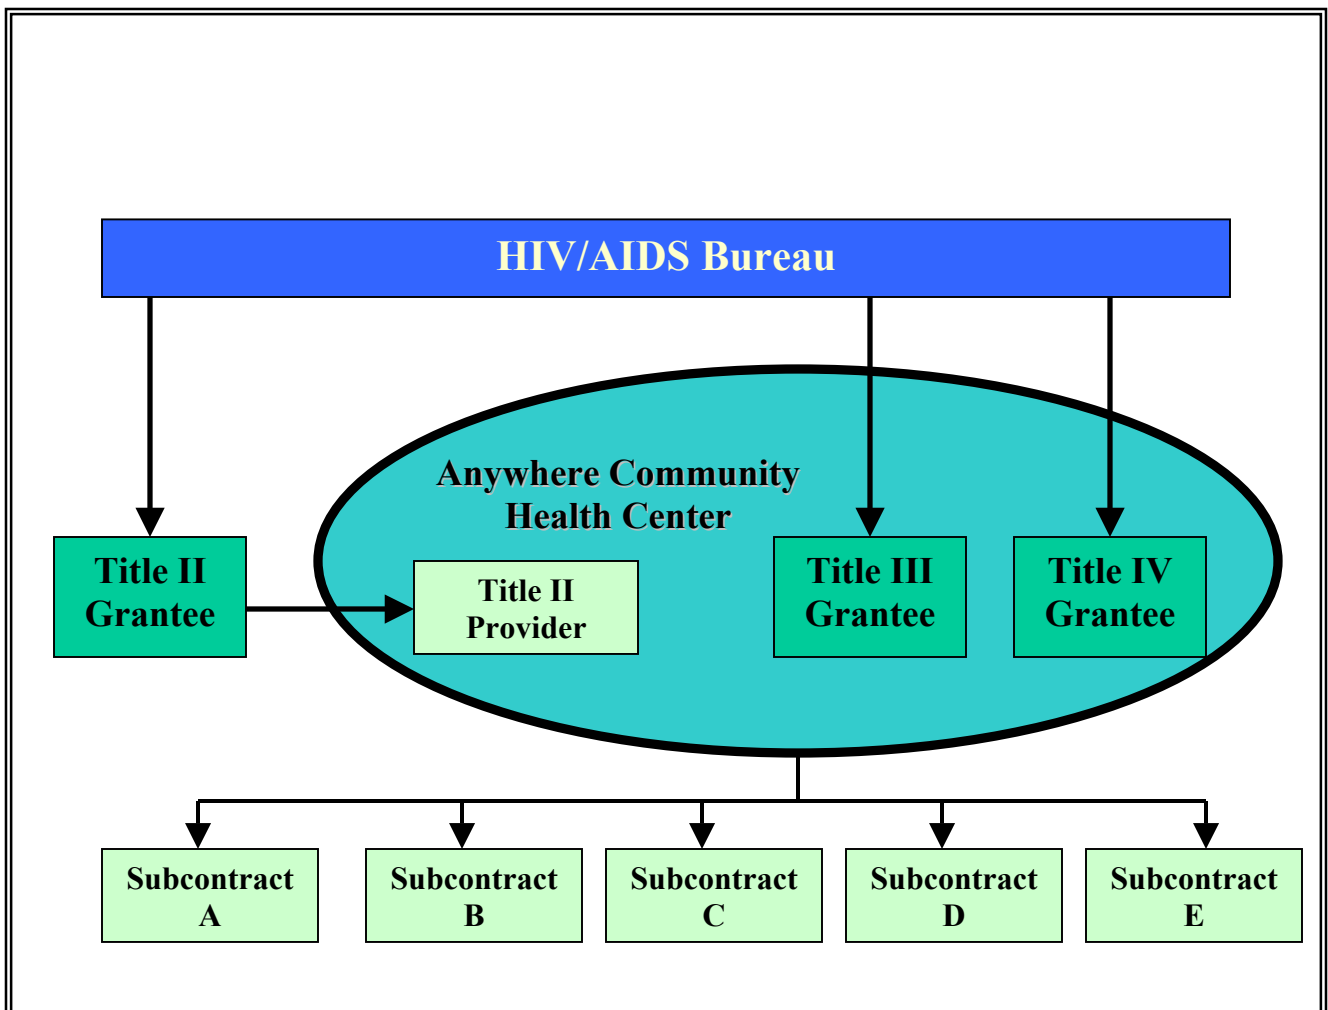 HIV/AIDS Bureau
Anywhere Community
Health Center
Title II
Grantee
Title II
Provider
Title III
Grantee
Title IV
Grantee
Subcontract
A
Subcontract
B
Subcontract
C
Subcontract
D
Subcontract
E